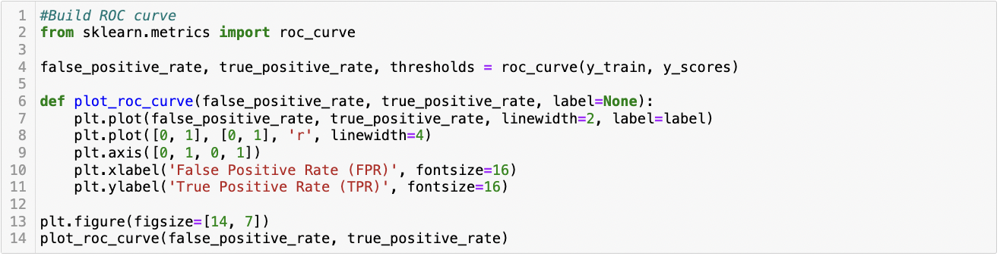 1 #Build ROC curve
2 from sklearn.metrics import roc_curve
3
4 false_positive_rate, true_positive_rate, thresholds = roc_curve(y_train, y_scores)
5
6 def plot_roc_curve(false_positive_rate, true_positive_rate, label=None):
7     plt.plot(false_positive_rate, true_positive_rate, linewidth=2, label=label)
8     plt.plot([0, 1], [0, 1], 'r', linewidth=4)
9     plt.axis([0, 1, 0, 1])
10     plt.xlabel('False Positive Rate (FPR)', fontsize=16)
11     plt.ylabel('True Positive Rate (TPR)', fontsize=16)
12
13 plt.figure(figsize=[14, 7])
14 plot_roc_curve(false_positive_rate, true_positive_rate)